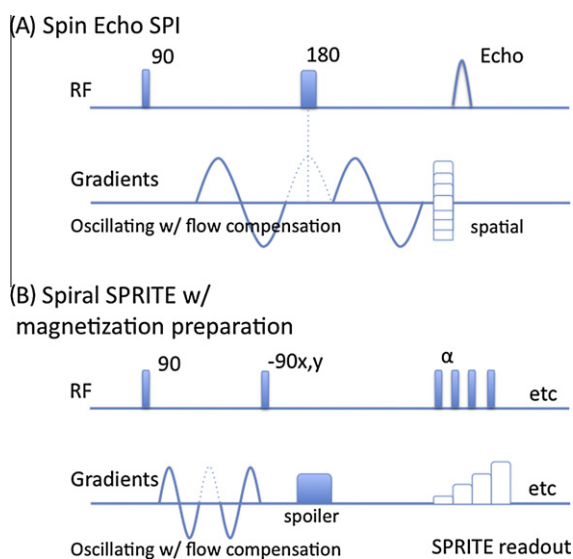 (A) Spin Echo SPI
90
180
Echo
RF
Gradients
Oscillating w/ flow compensation
spatial
(B) Spiral SPRITE w/
magnetization preparation
90
-90x,y
α
RF
etc
Gradients
etc
spoiler
Oscillating w/ flow compensation
SPRITE readout